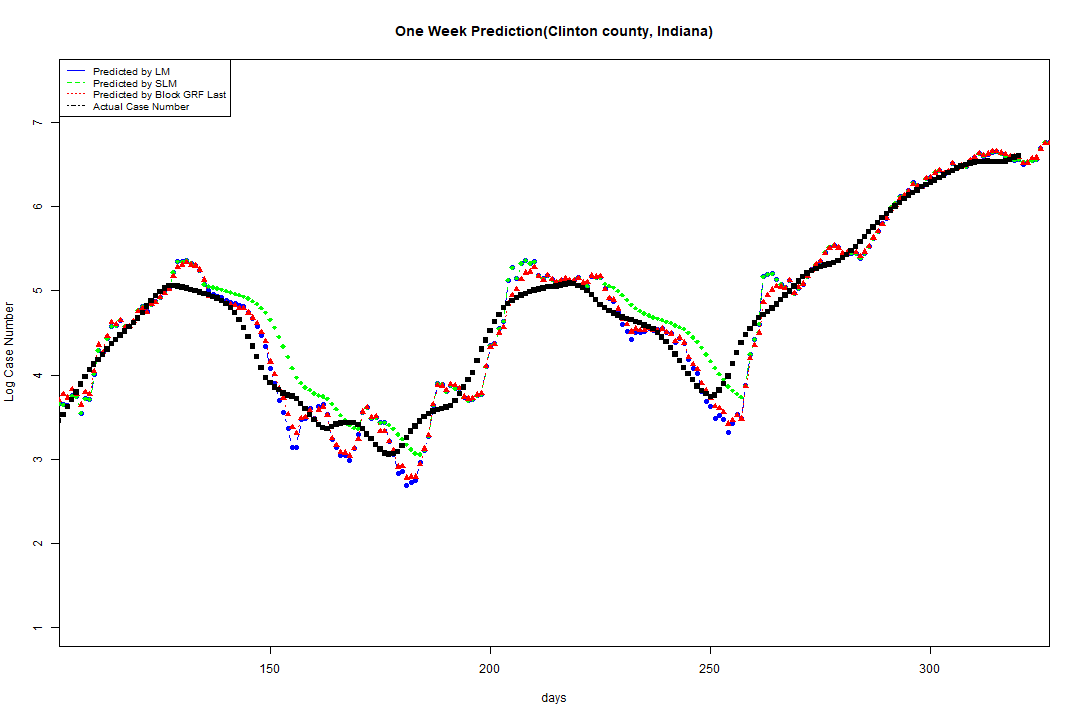 One Week Prediction(Clinton county, Indiana)
Predicted by LM
Predicted by SLM
Predicted by Block GRF Last
Actual Case Number
Log Case Number
7
6
5
4
3
2
1
150 200 250 300
days